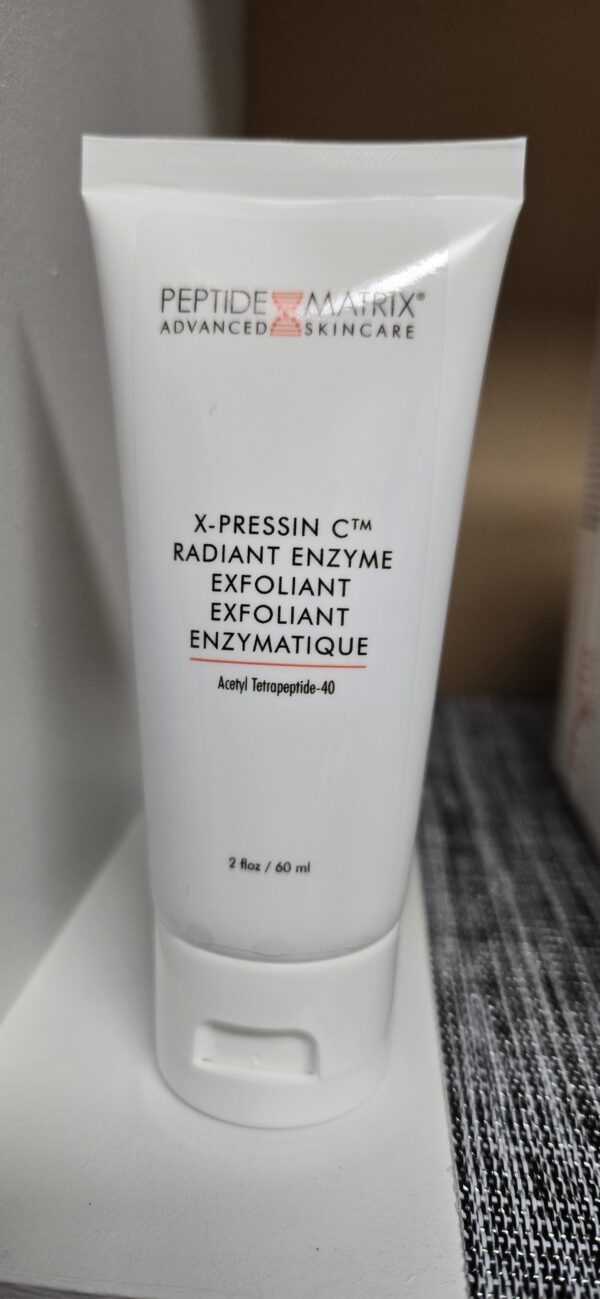 PEPTIDE MATRIX®
ADVANCED SKINCARE
X-PRESSIN C™
RADIANT ENZYME
EXFOLIANT
EXFOLIANT
ENZYMATIQUE
Acetyl Tetrapeptide-40
2 floz / 60 ml